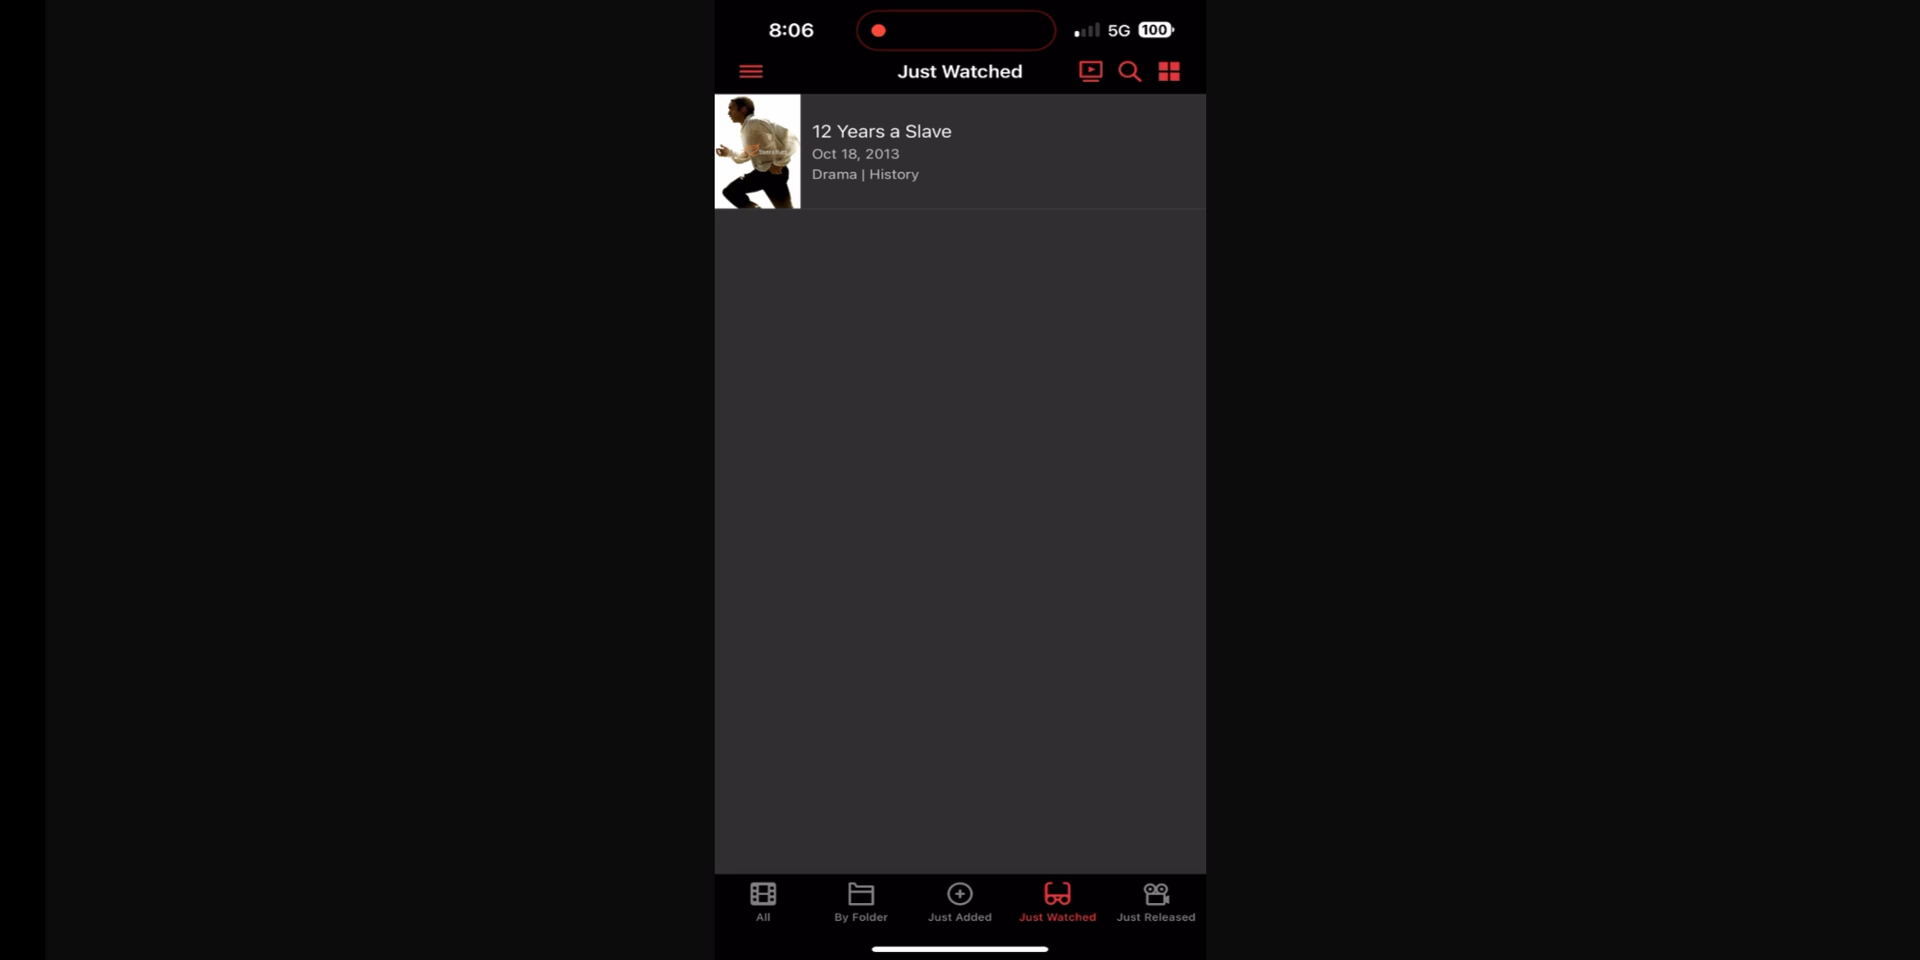 8:06
5G 100
Just Watched
12 Years a Slave
Oct 18, 2013
Drama | History
All
By Folder
Just Added
Just Watched
Just Released